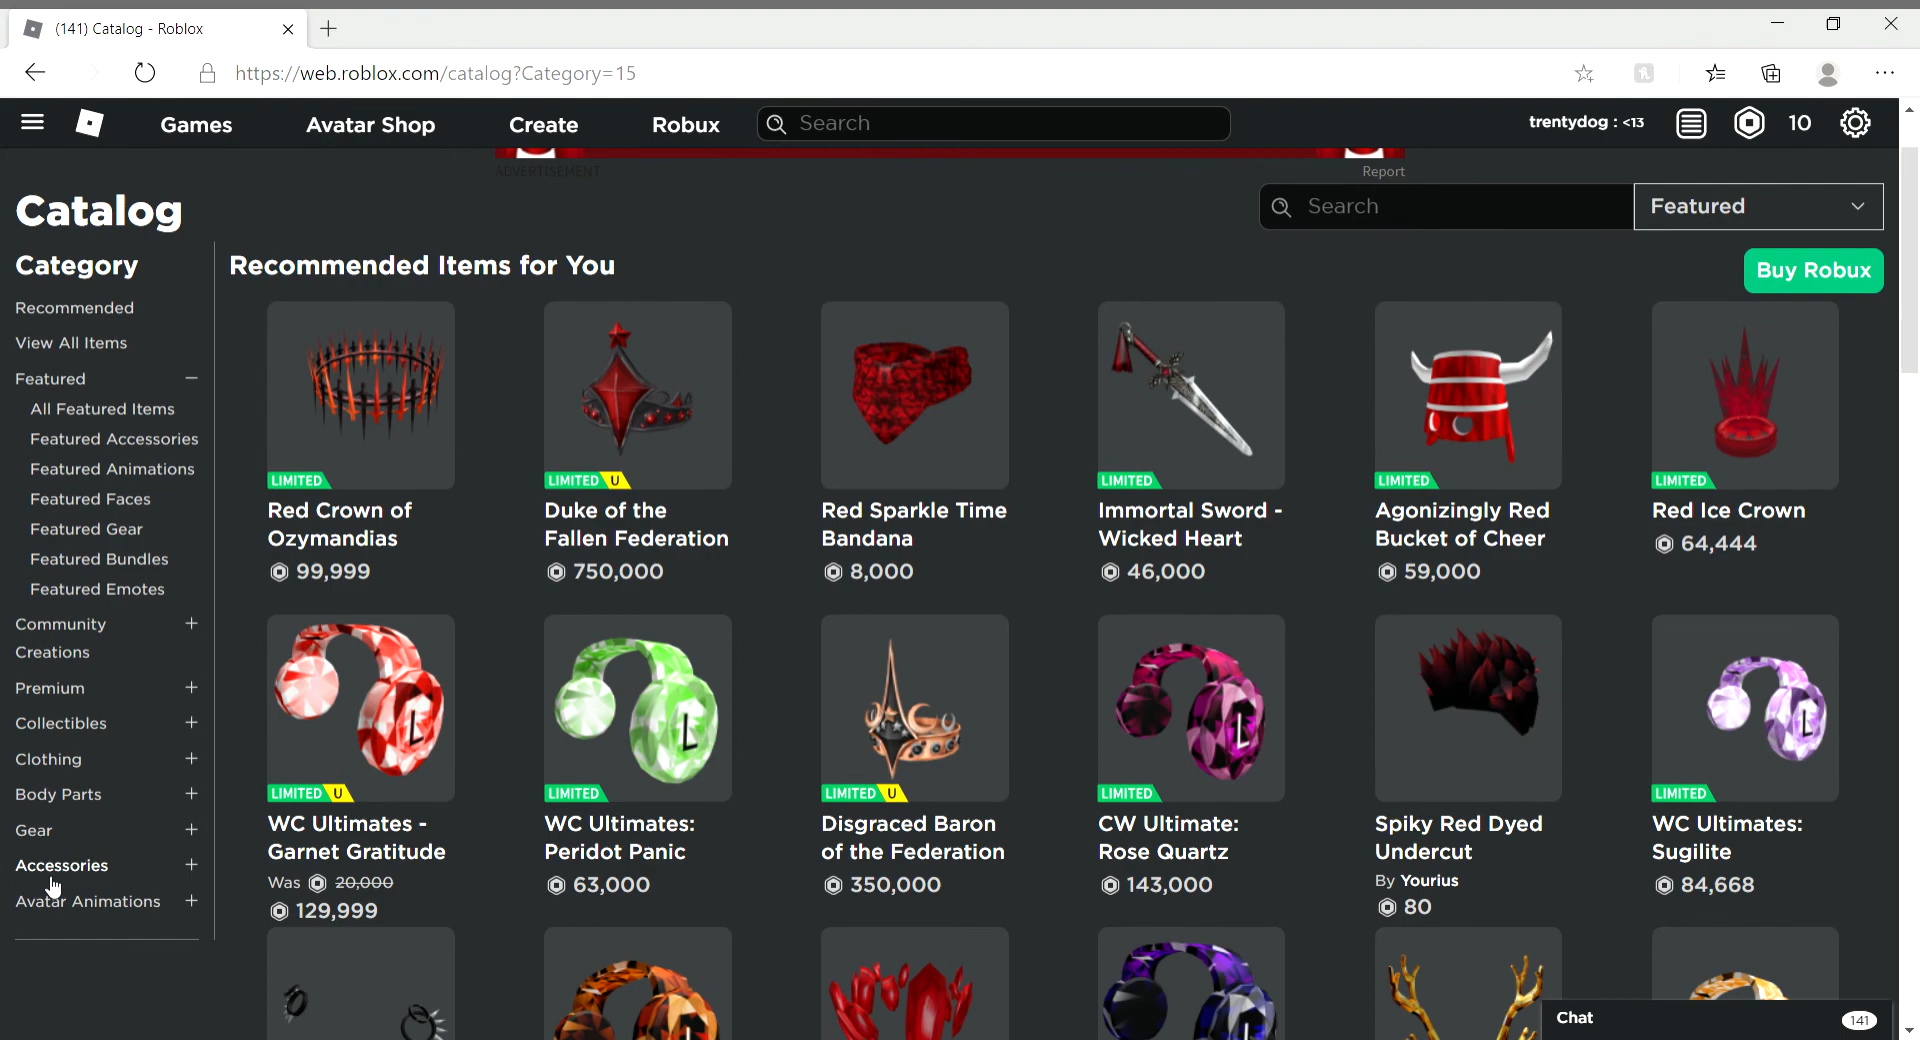 (141) Catalog - Roblox
https://web.roblox.com/catalog?Category=15
Games
Avatar Shop
Create
Robux
Search
trentydog : <13
10
ADVERTISEMENT
Report
Catalog
Search
Featured
Category
Recommended
View All Items
Featured
All Featured Items
Featured Accessories
Featured Animations
Featured Faces
Featured Gear
Featured Bundles
Featured Emotes
Community
Creations
Premium
Collectibles
Clothing
Body Parts
Gear
Accessories
Avatar Animations
Recommended Items for You
Buy Robux
LIMITED
Red Crown of
Ozymandias
99,999
LIMITED U
Duke of the
Fallen Federation
750,000
Red Sparkle Time
Bandana
8,000
LIMITED
Immortal Sword -
Wicked Heart
46,000
LIMITED
Agonizingly Red
Bucket of Cheer
59,000
LIMITED
Red Ice Crown
64,444
L
LIMITED U
WC Ultimates -
Garnet Gratitude
Was 20,000
129,999
L
LIMITED
WC Ultimates:
Peridot Panic
63,000
LIMITED U
Disgraced Baron
of the Federation
350,000
L
LIMITED
CW Ultimate:
Rose Quartz
143,000
Spiky Red Dyed
Undercut
By Yourius
80
L
LIMITED
WC Ultimates:
Sugilite
84,668
L
L
Chat
141